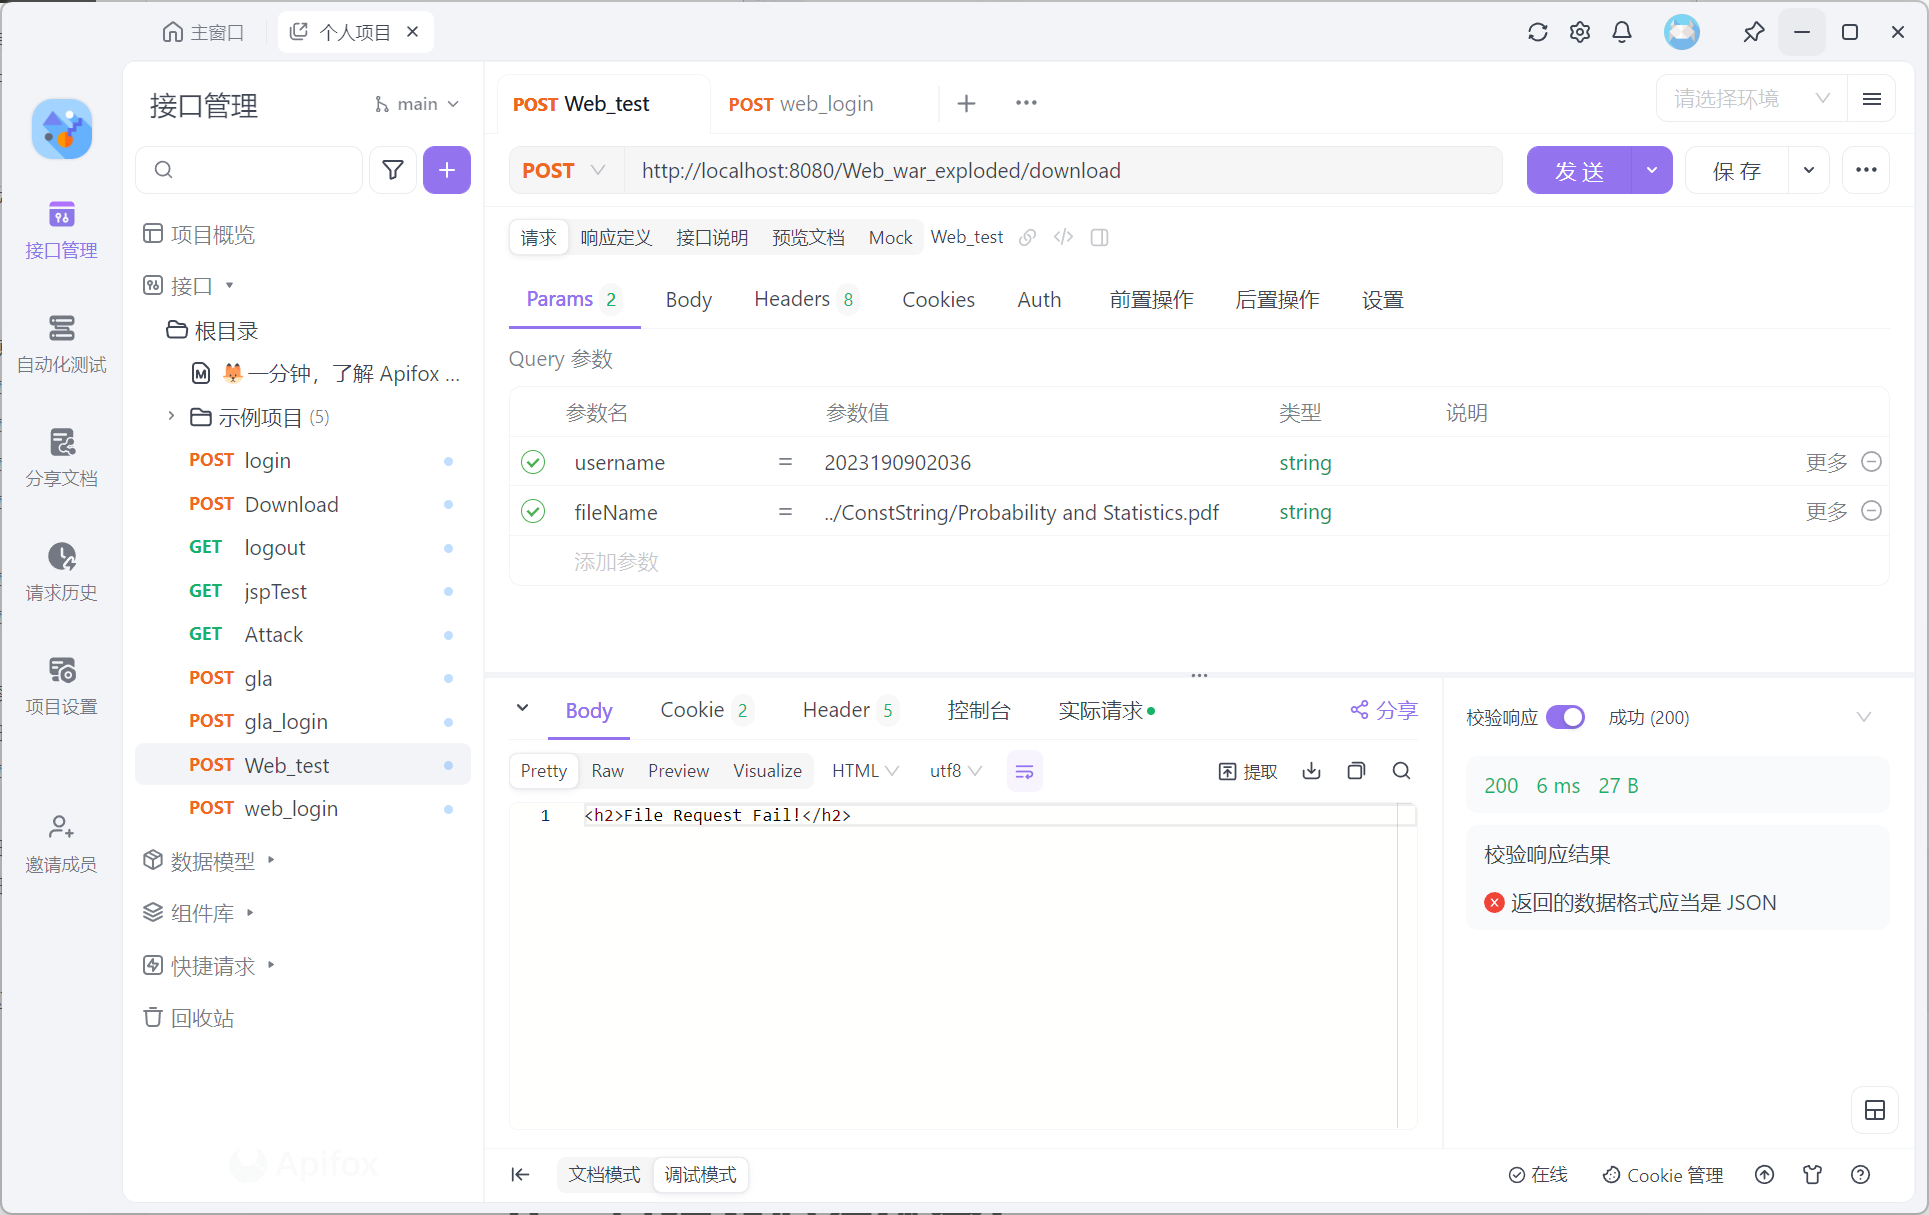 主窗口
个人项目
接口管理
main
POST Web_test
POST web_login
请选择环境
POST
http://localhost:8080/Web_war_exploded/download
发 送
保 存
接口管理
自动化测试
分享文档
请求历史
项目设置
邀请成员
项目概览
接口
根目录
一分钟，了解 Apifox ...
示例项目 (5)
POST login
POST Download
GET logout
GET jspTest
GET Attack
POST gla
POST gla_login
POST Web_test
POST web_login
数据模型
组件库
快捷请求
回收站
Apifox
请求 响应定义 接口说明 预览文档 Mock Web_test
Params 2 Body Headers 8 Cookies Auth 前置操作 后置操作 设置
Query 参数
参数名 参数值 类型 说明
username = 2023190902036 string 更多
fileName = ../ConstString/Probability and Statistics.pdf string 更多
添加参数
Body Cookie 2 Header 5 控制台 实际请求 分享
Pretty Raw Preview Visualize HTML utf8 提取
1 <h2>File Request Fail!</h2>
校验响应 成功 (200)
200 6 ms 27 B
校验响应结果
返回的数据格式应当是 JSON
文档模式 调试模式
在线 Cookie 管理